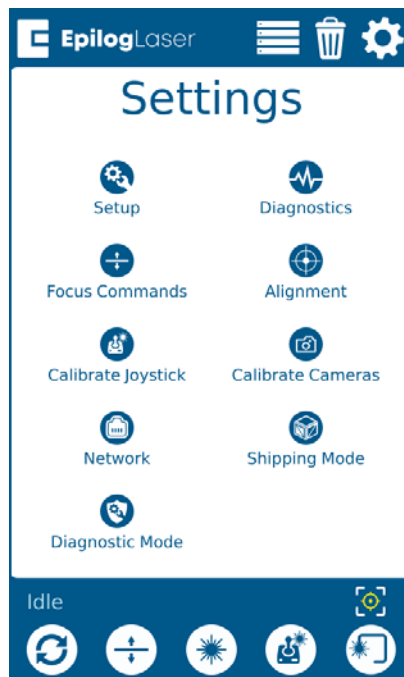 EpilogLaser
Settings
Setup
Diagnostics
Focus Commands
Alignment
Calibrate Joystick
Calibrate Cameras
Network
Shipping Mode
Diagnostic Mode
Idle